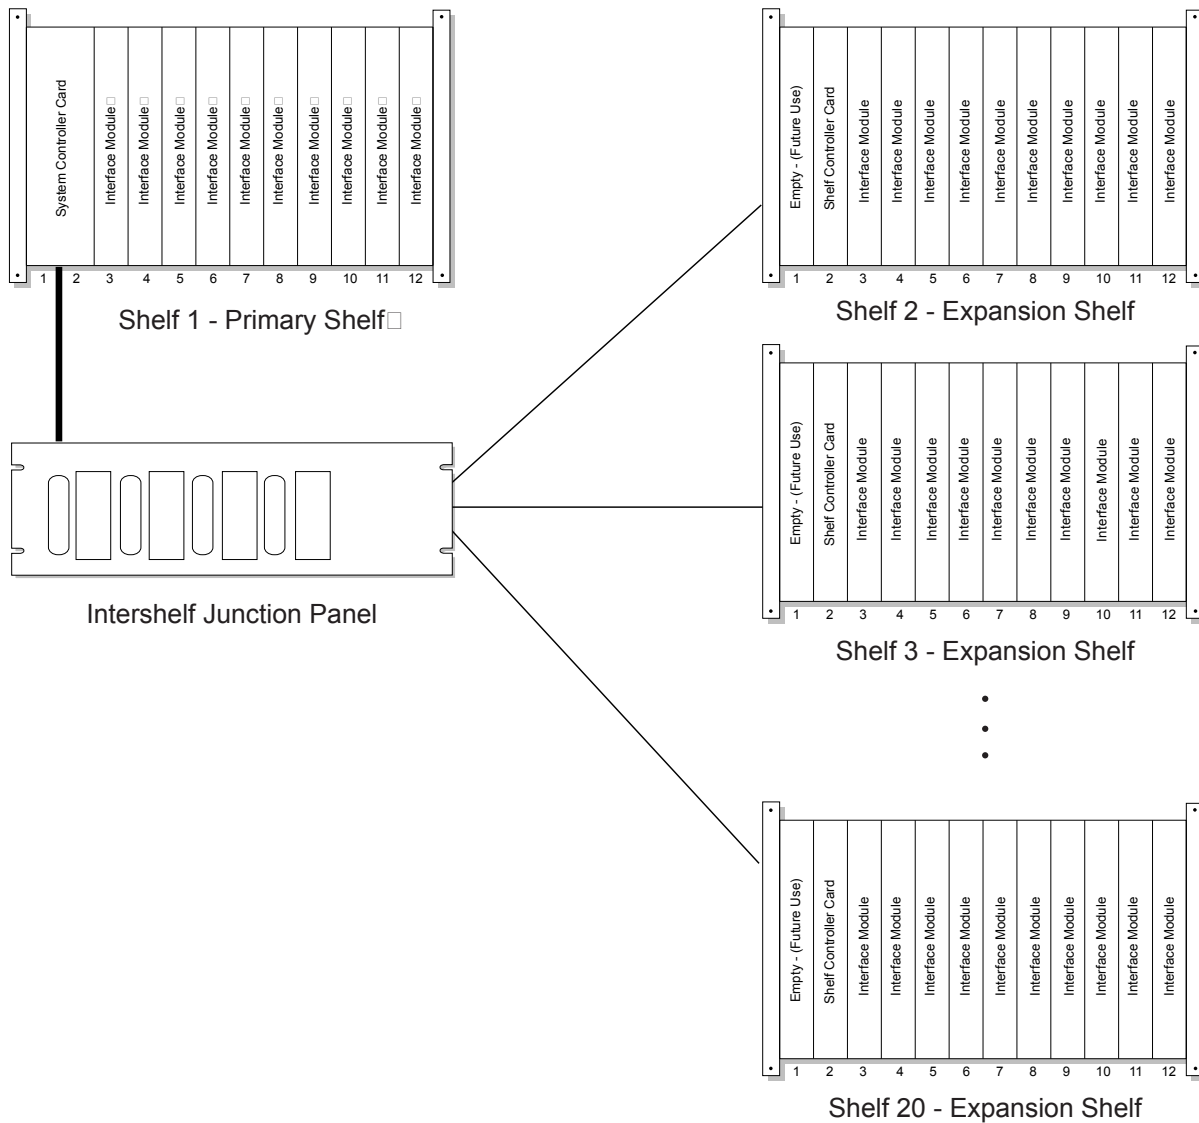 System Controller Card
Interface Module□
Interface Module□
Interface Module□
Interface Module□
Interface Module□
Interface Module□
Interface Module□
Interface Module□
Interface Module□
Interface Module□
1 2 3 4 5 6 7 8 9 10 11 12
Shelf 1 - Primary Shelf□
Intershelf Junction Panel
Empty - (Future Use)
Shelf Controller Card
Interface Module
Interface Module
Interface Module
Interface Module
Interface Module
Interface Module
Interface Module
Interface Module
Interface Module
Interface Module
1 2 3 4 5 6 7 8 9 10 11 12
Shelf 2 - Expansion Shelf
Empty - (Future Use)
Shelf Controller Card
Interface Module
Interface Module
Interface Module
Interface Module
Interface Module
Interface Module
Interface Module
Interface Module
Interface Module
Interface Module
1 2 3 4 5 6 7 8 9 10 11 12
Shelf 3 - Expansion Shelf
Empty - (Future Use)
Shelf Controller Card
Interface Module
Interface Module
Interface Module
Interface Module
Interface Module
Interface Module
Interface Module
Interface Module
Interface Module
Interface Module
1 2 3 4 5 6 7 8 9 10 11 12
Shelf 20 - Expansion Shelf